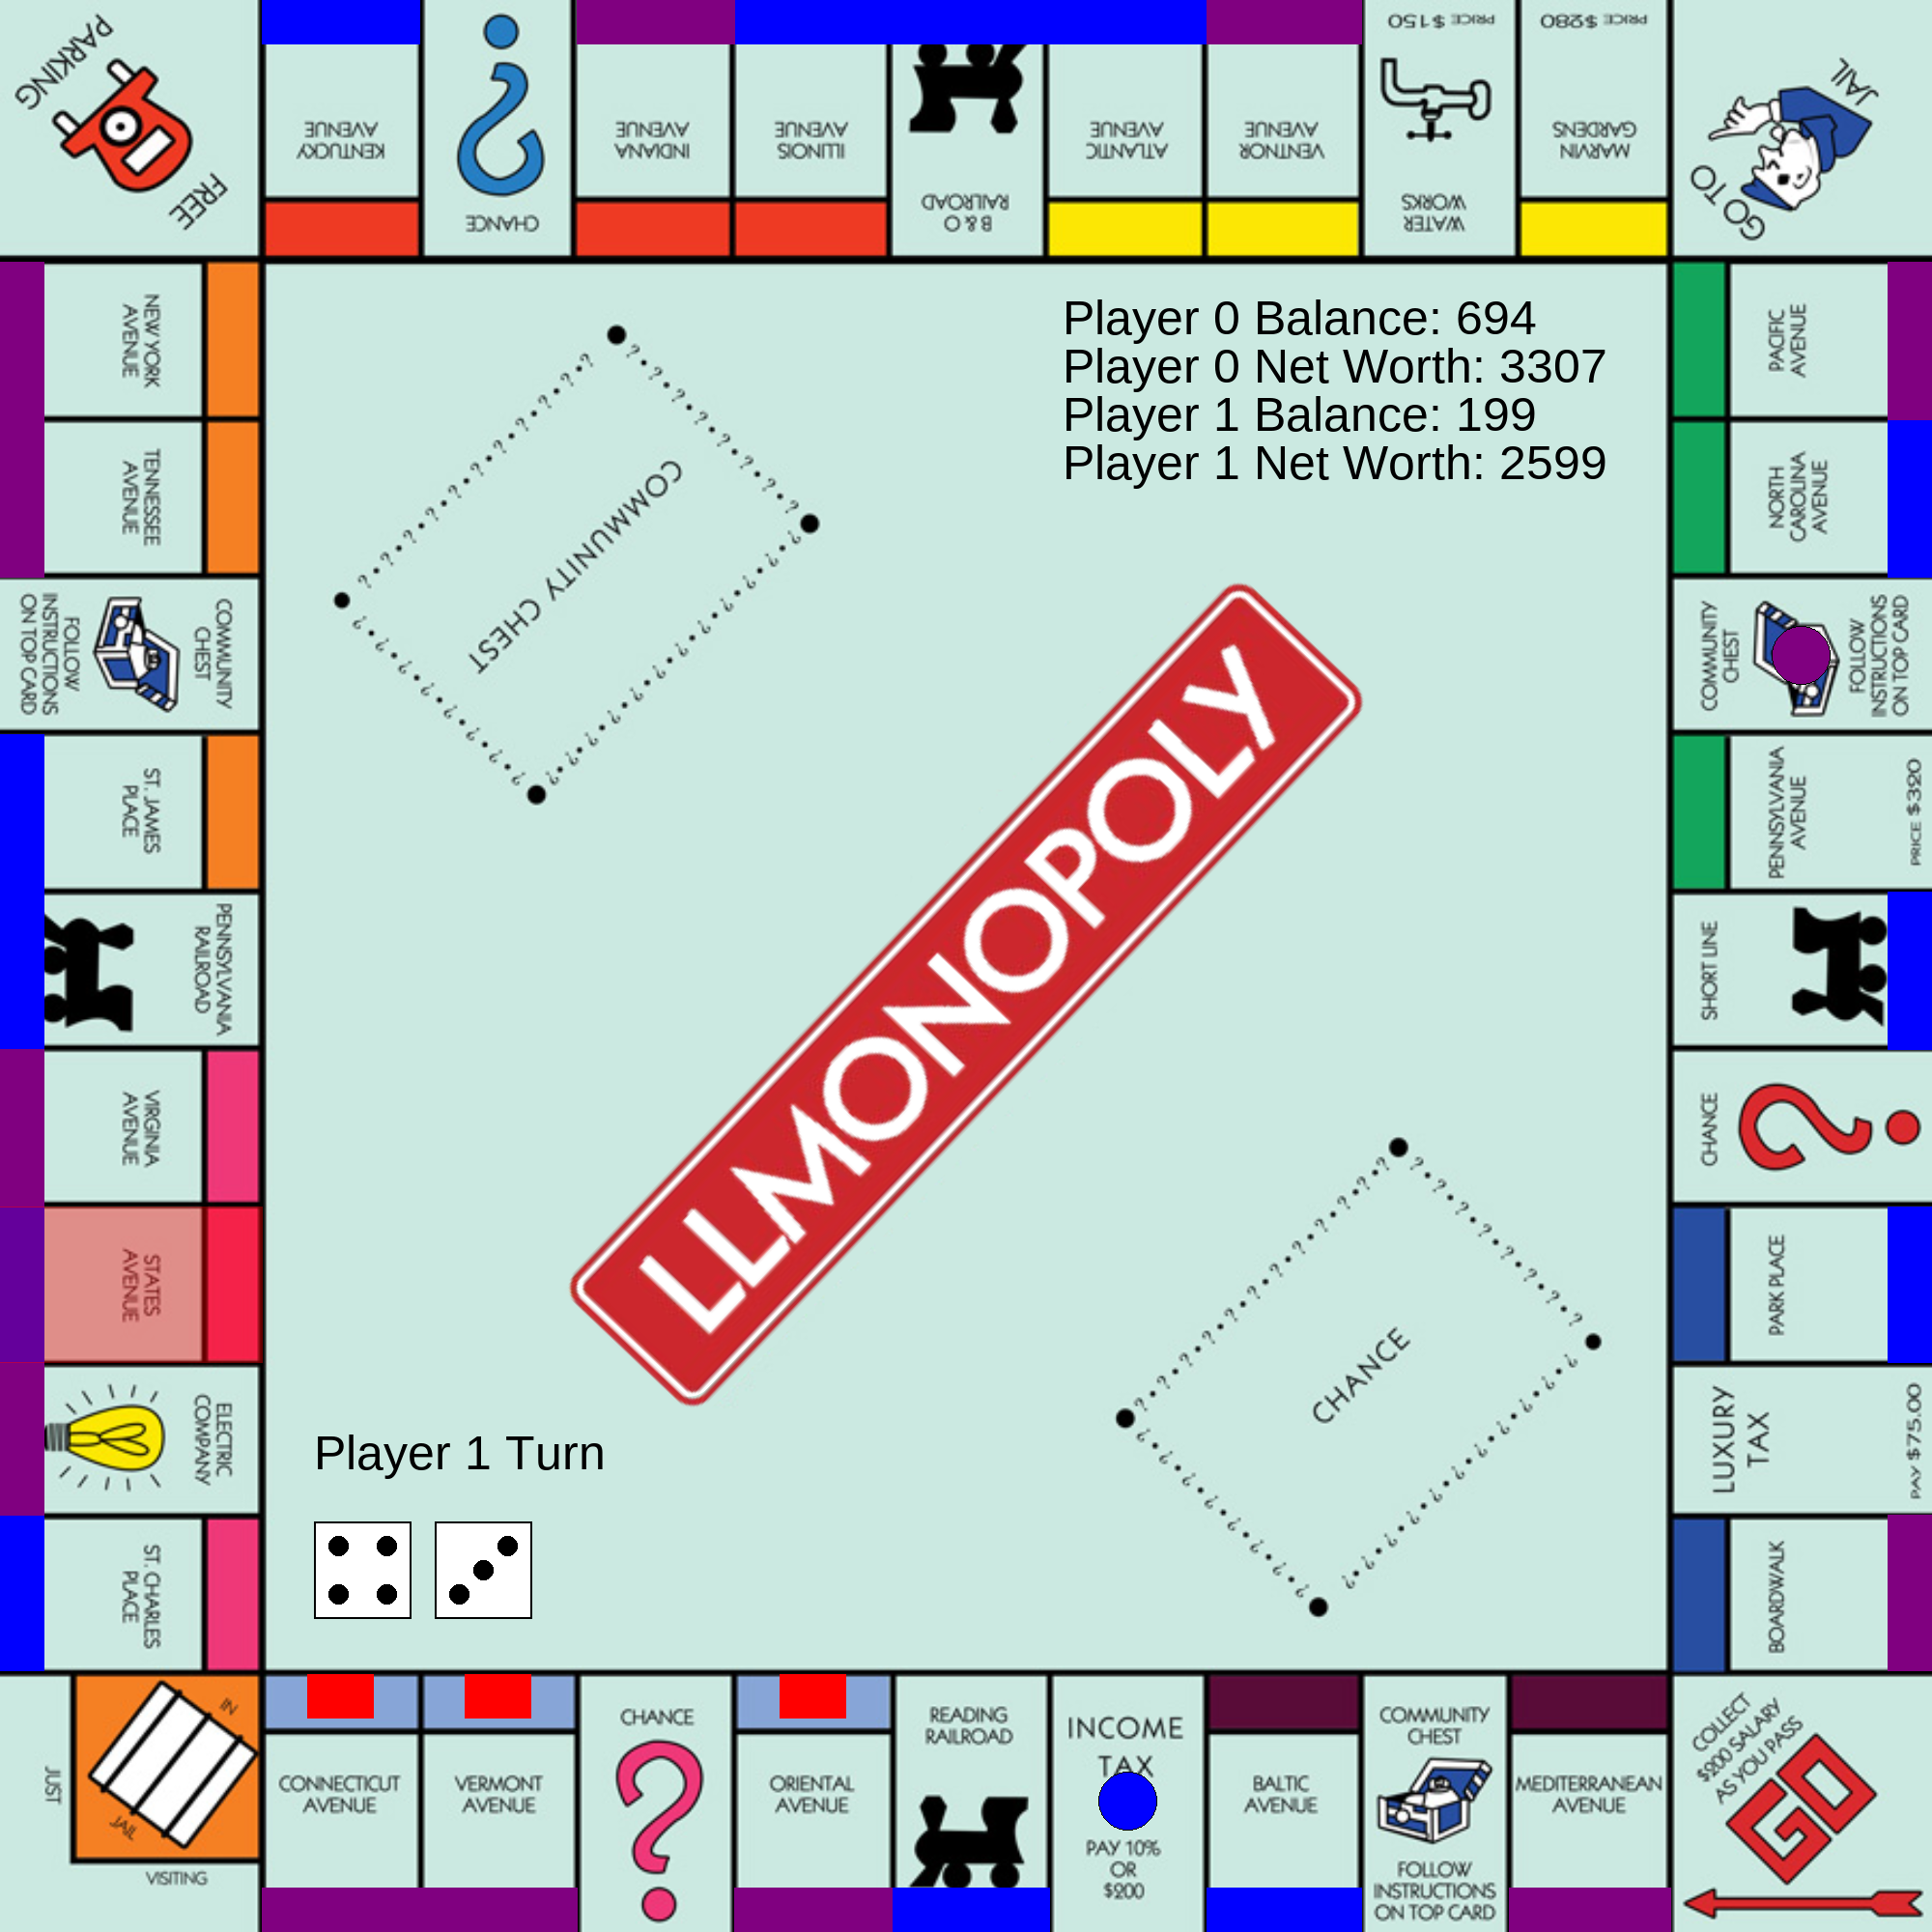 PARKING
FREE
KENTUCKY
AVENUE
CHANCE
INDIANA
AVENUE
ILLINOIS
AVENUE
B & O
RAILROAD
ATLANTIC
AVENUE
VENTNOR
AVENUE
PRICE $150
WATER
WORKS
PRICE $280
MARVIN
GARDENS
JAIL
GO TO
NEW YORK
AVENUE
TENNESSEE
AVENUE
COMMUNITY
CHEST
FOLLOW
INSTRUCTIONS
ON TOP CARD
ST. JAMES
PLACE
PENNSYLVANIA
RAILROAD
VIRGINIA
AVENUE
STATES
AVENUE
ELECTRIC
COMPANY
ST. CHARLES
PLACE
Player 0 Balance: 694
Player 0 Net Worth: 3307
Player 1 Balance: 199
Player 1 Net Worth: 2599
COMMUNITY CHEST
LLMONOPOLY
CHANCE
Player 1 Turn
PACIFIC
AVENUE
NORTH
CAROLINA
AVENUE
COMMUNITY
CHEST
FOLLOW
INSTRUCTIONS
ON TOP CARD
PENNSYLVANIA
AVENUE
PRICE $320
SHORT LINE
CHANCE
PARK PLACE
LUXURY
TAX
PAY $75.00
BOARDWALK
JUST
VISITING
IN
JAIL
CONNECTICUT
AVENUE
VERMONT
AVENUE
CHANCE
ORIENTAL
AVENUE
READING
RAILROAD
INCOME
TAX
PAY 10%
OR
$200
BALTIC
AVENUE
COMMUNITY
CHEST
FOLLOW
INSTRUCTIONS
ON TOP CARD
MEDITERRANEAN
AVENUE
COLLECT
$200 SALARY
AS YOU PASS
GO